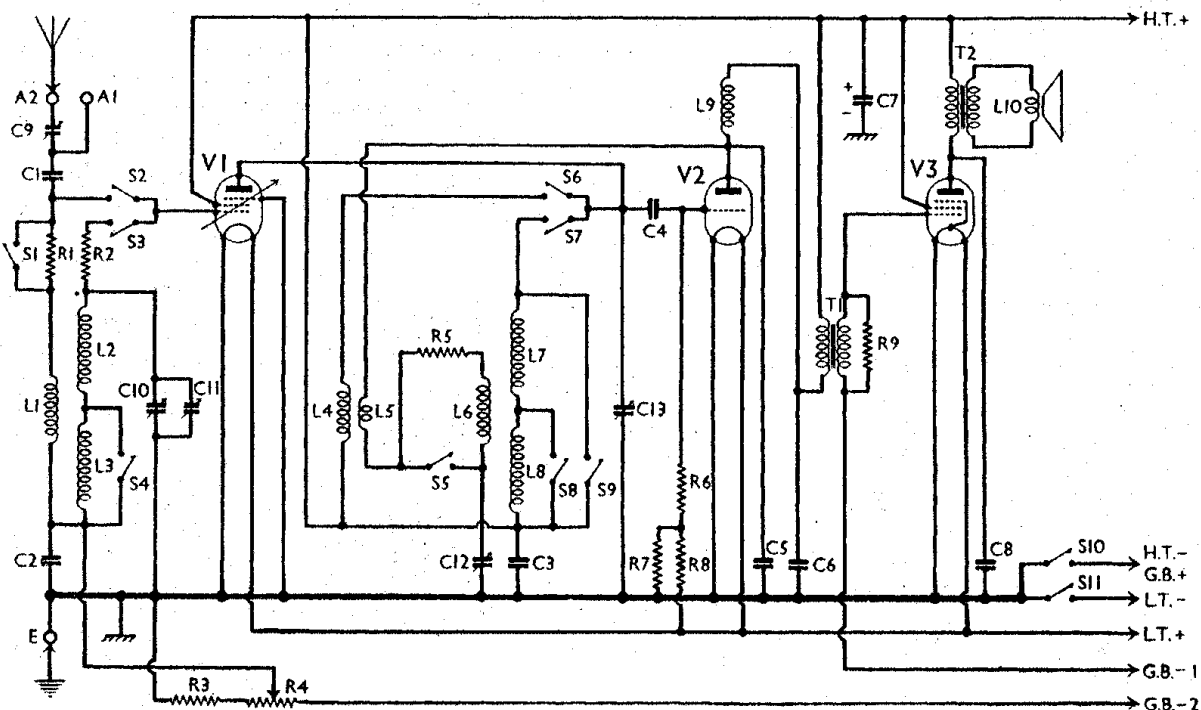 H.T.+
T2
A2
A1
C9
C7
L10
L9
V1
V2
V3
C1
S2
S6
S3
S7
C4
S1
R1
R2
T1
L2
R5
L7
R9
C10
C11
L1
L4
L5
L6
C13
L3
S4
S5
L8
S8
S9
R6
C2
C12
C3
R7
R8
C5
C6
C8
S10
H.T.-
G.B.+
S11
L.T.-
E
L.T.+
G.B.-1
R3
R4
G.B.-2